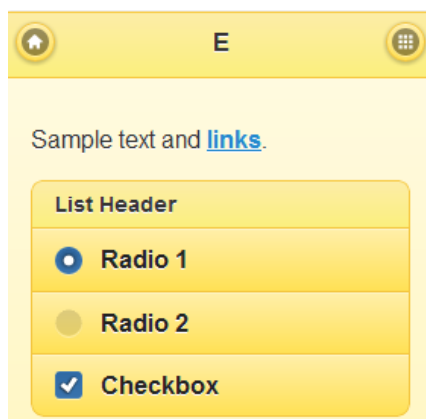 E
Sample text and links.
List Header
Radio 1
Radio 2
Checkbox